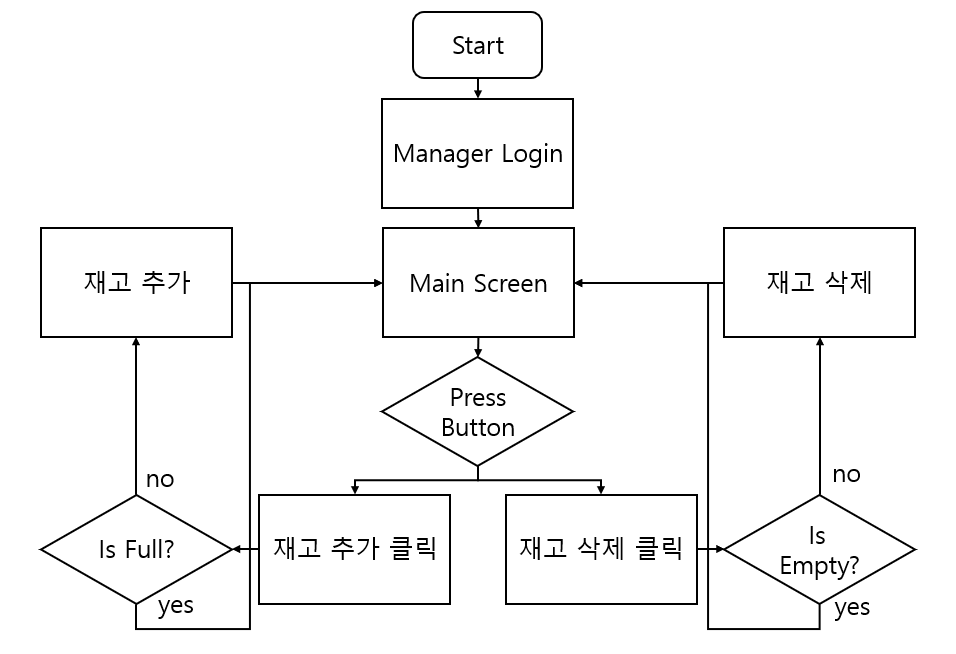 Start
Manager Login
재고 추가
Main Screen
재고 삭제
Press
Button
no
no
Is Full?
재고 추가 클릭
재고 삭제 클릭
Is
Empty?
yes
yes